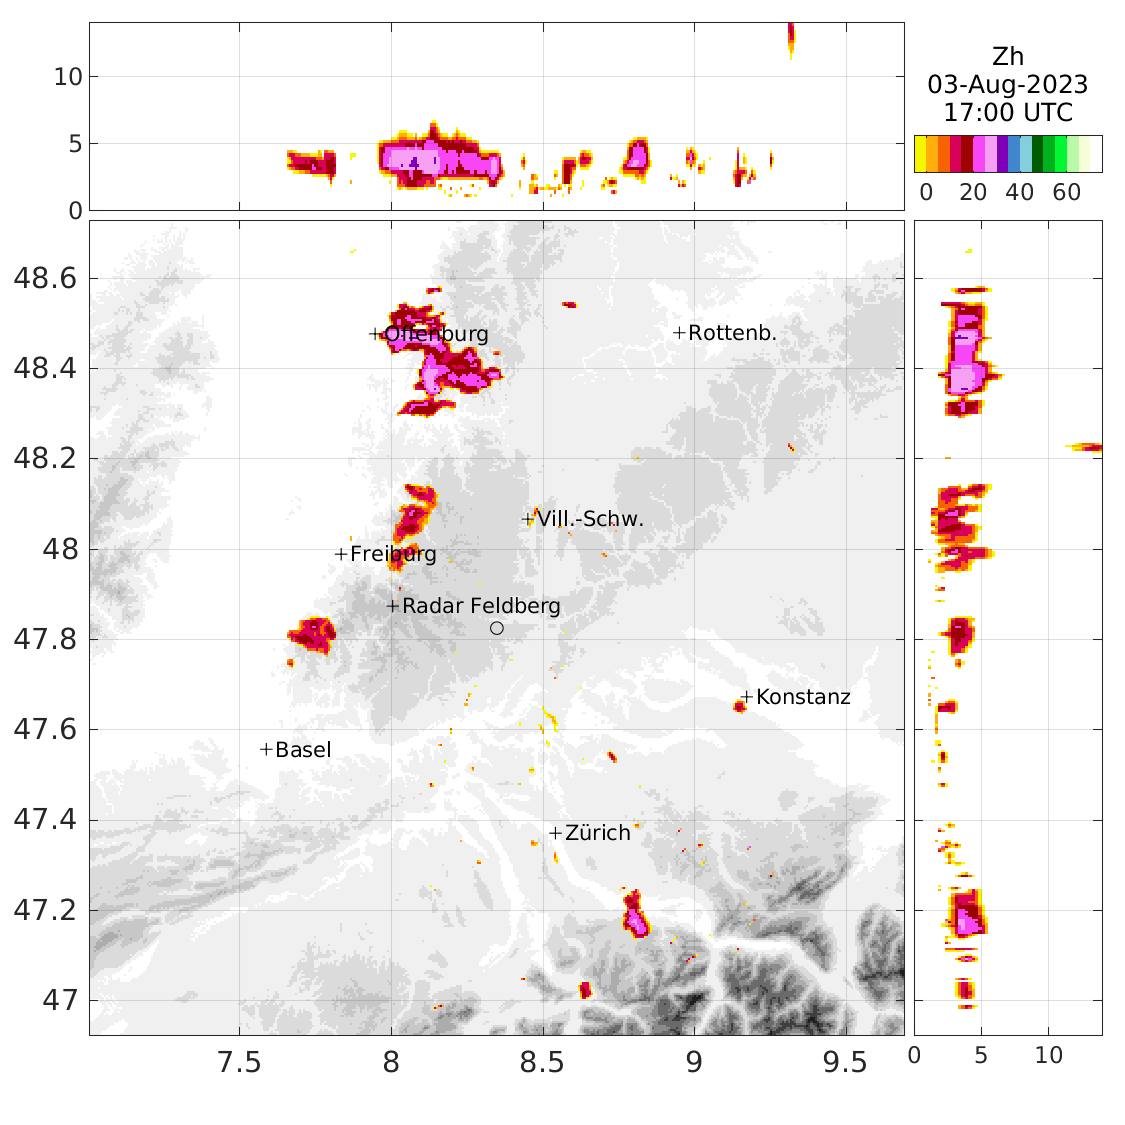 10
5
0
Zh
03-Aug-2023
17:00 UTC
0 20 40 60
48.6
48.4
48.2
48
47.8
47.6
47.4
47.2
47
+Offenburg
+Rottenb.
+Vill.-Schw.
+Freiburg
+Radar Feldberg
+Konstanz
+Basel
+Zürich
7.5 8 8.5 9 9.5
0 5 10